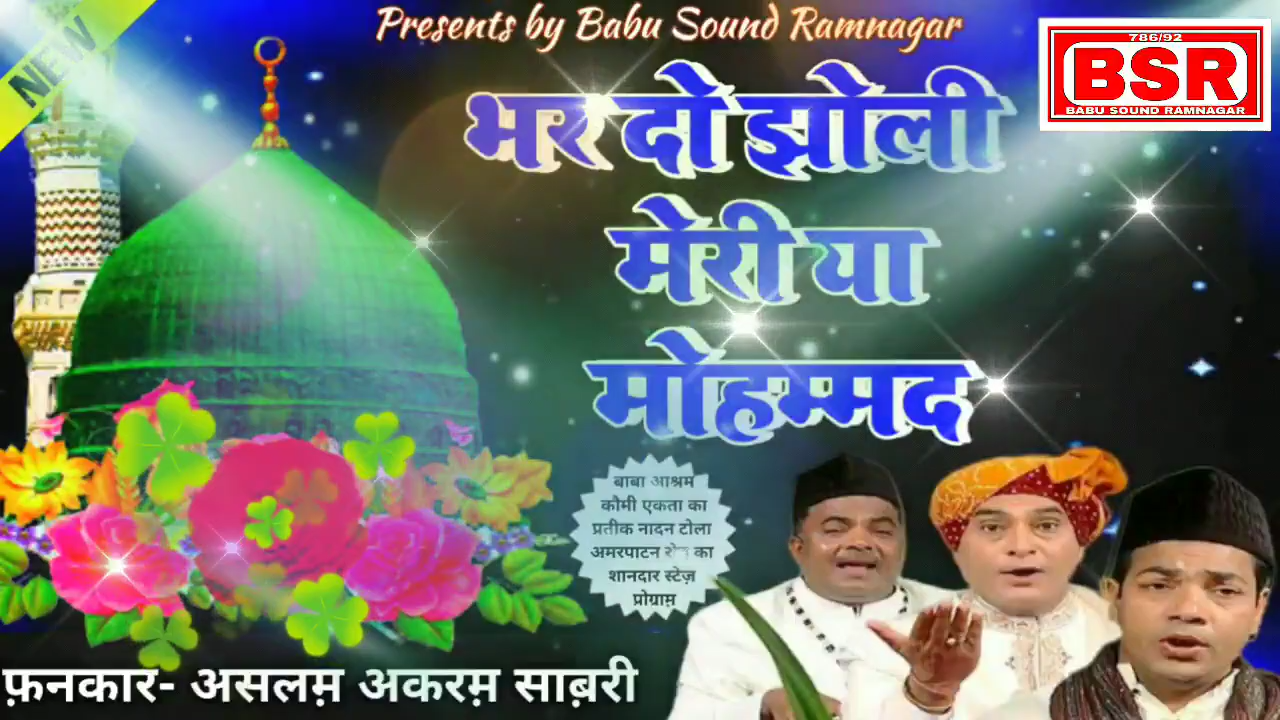 NEW
Presents by Babu Sound Ramnagar
786/92
BSR
BABU SOUND RAMNAGAR
भर दो झोली
मेरी या
मोहम्मद
बाबा आश्रम
कौमी एकता का
प्रतीक नादन टोला
अमरपाटन का
शानदार स्टेज़
प्रोग्राम़
फ़नकार- असलम़ अकरम़ साब़री